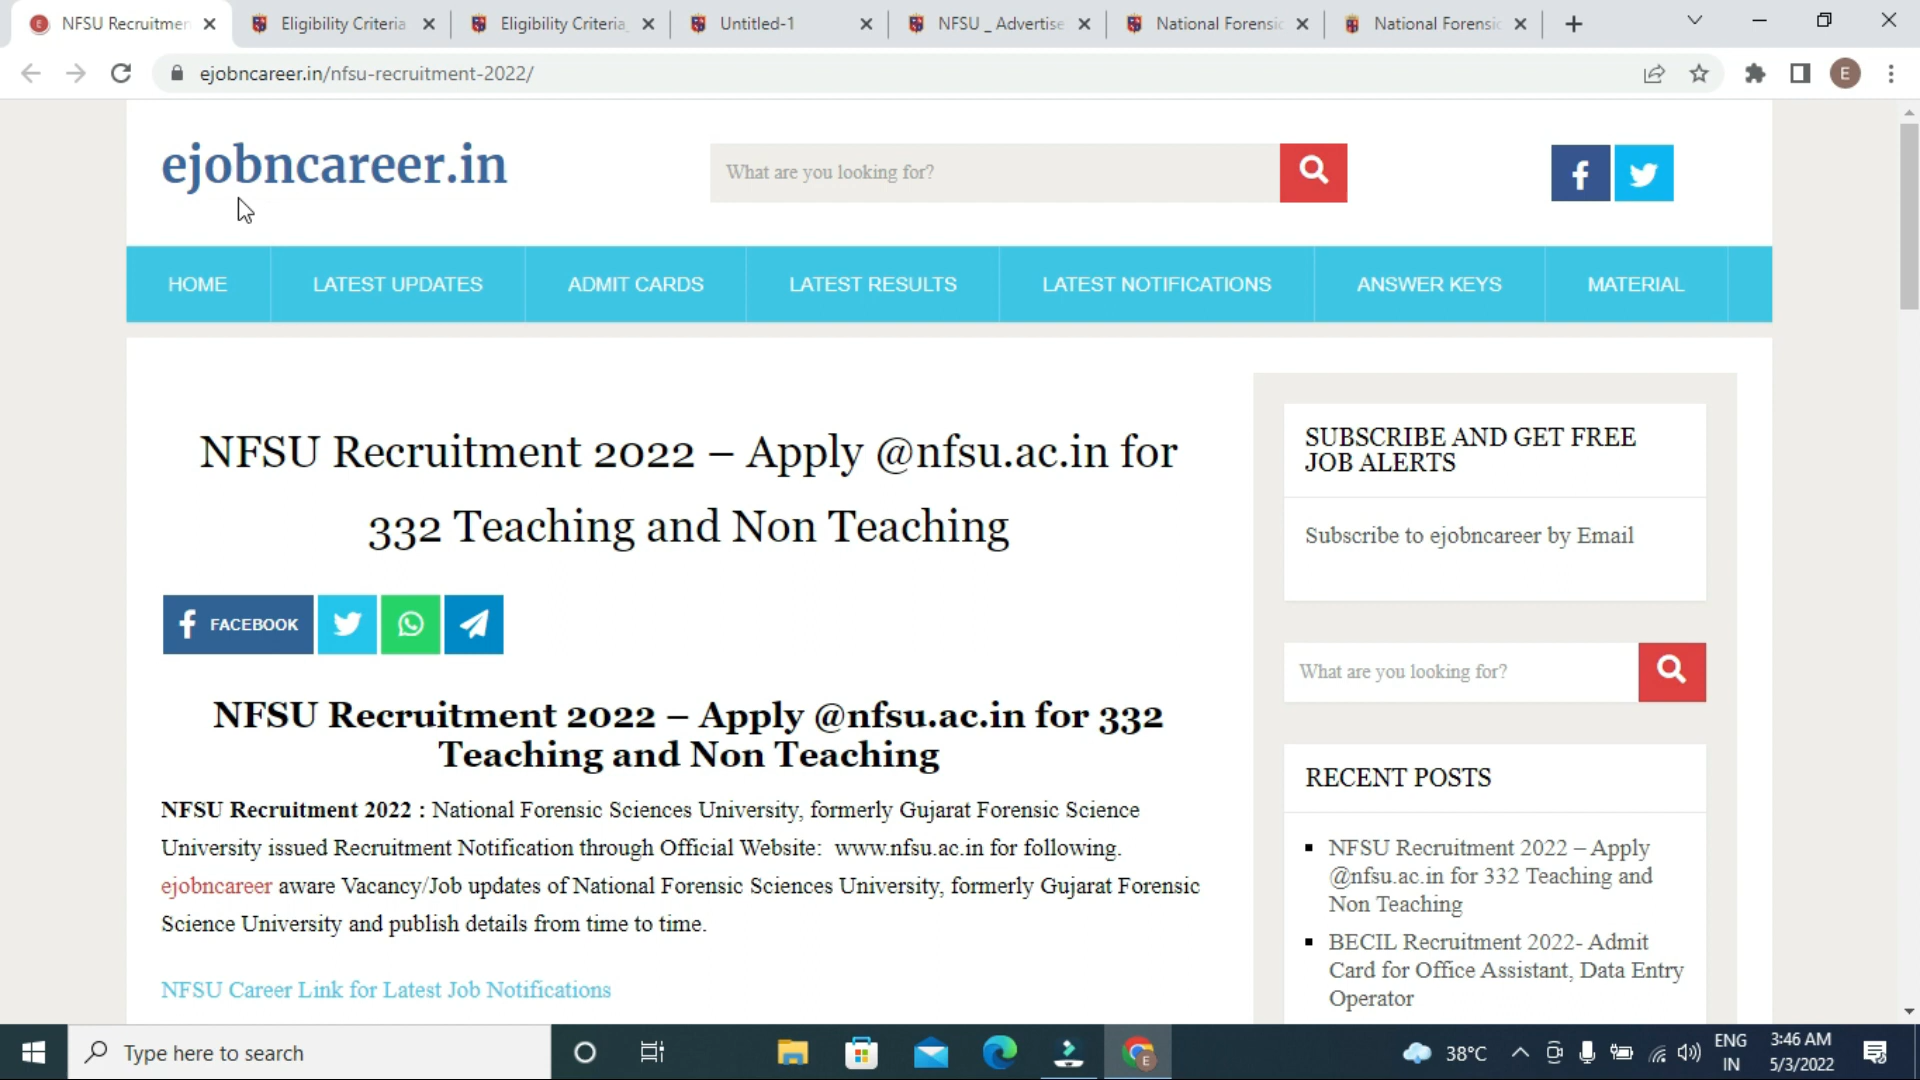 NFSU Recruitmen
Eligibility Criteria
Eligibility Criteria
Untitled-1
NFSU _ Advertise
National Forensic
National Forensic
ejobncareer.in/nfsu-recruitment-2022/
E
ejobncareer.in
What are you looking for?
HOME
LATEST UPDATES
ADMIT CARDS
LATEST RESULTS
LATEST NOTIFICATIONS
ANSWER KEYS
MATERIAL
NFSU Recruitment 2022 – Apply @nfsu.ac.in for
332 Teaching and Non Teaching
FACEBOOK
NFSU Recruitment 2022 – Apply @nfsu.ac.in for 332
Teaching and Non Teaching
NFSU Recruitment 2022 : National Forensic Sciences University, formerly Gujarat Forensic Science
University issued Recruitment Notification through Official Website: www.nfsu.ac.in for following.
ejobncareer aware Vacancy/Job updates of National Forensic Sciences University, formerly Gujarat Forensic
Science University and publish details from time to time.
NFSU Career Link for Latest Job Notifications
SUBSCRIBE AND GET FREE
JOB ALERTS
Subscribe to ejobncareer by Email
What are you looking for?
RECENT POSTS
NFSU Recruitment 2022 – Apply
@nfsu.ac.in for 332 Teaching and
Non Teaching
BECIL Recruitment 2022- Admit
Card for Office Assistant, Data Entry
Operator
Type here to search
38°C
ENG
IN
3:46 AM
5/3/2022